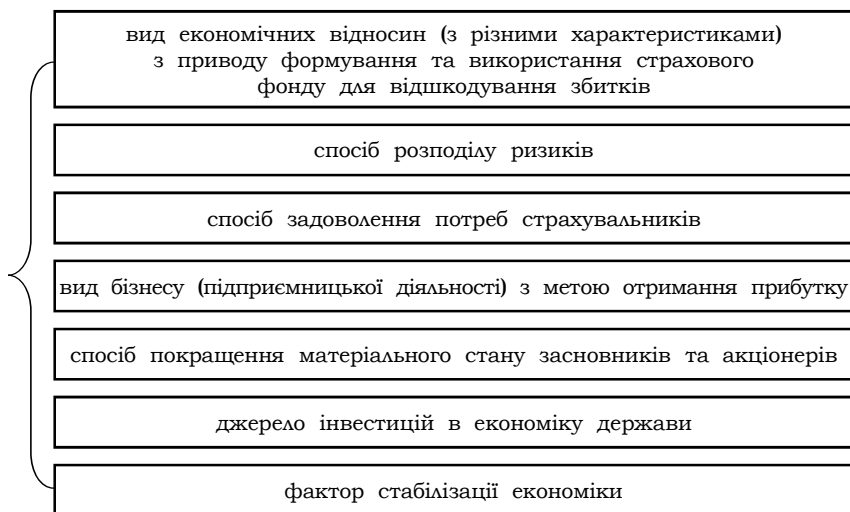 вид економічних відносин (з різними характеристиками)
з приводу формування та використання страхового
фонду для відшкодування збитків
спосіб розподілу ризиків
спосіб задоволення потреб страхувальників
вид бізнесу (підприємницької діяльності) з метою отримання прибутку
спосіб покращення матеріального стану засновників та акціонерів
джерело інвестицій в економіку держави
фактор стабілізації економіки